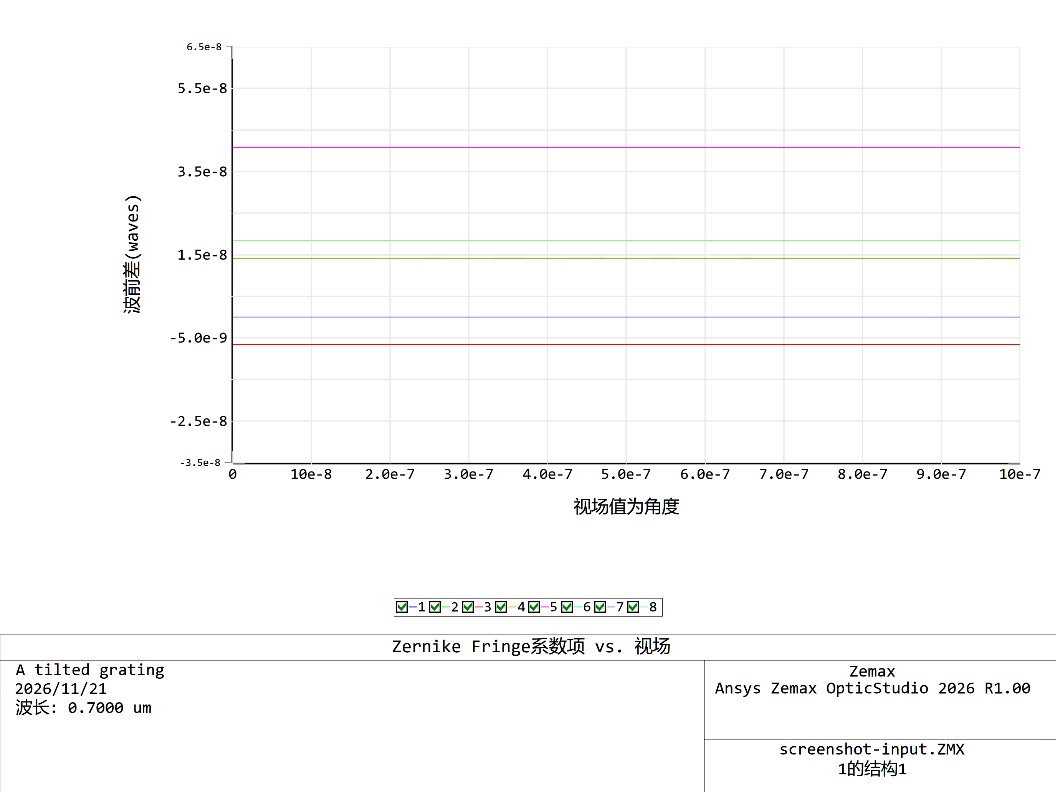 6.5e-8
5.5e-8
3.5e-8
1.5e-8
-5.0e-9
-2.5e-8
-3.5e-8
波前差(waves)
0 10e-8 2.0e-7 3.0e-7 4.0e-7 5.0e-7 6.0e-7 7.0e-7 8.0e-7 9.0e-7 10e-7
视场值为角度
1 2 3 4 5 6 7 8
Zernike Fringe系数项 vs. 视场
A tilted grating
2026/11/21
波长: 0.7000 um
Zemax
Ansys Zemax OpticStudio 2026 R1.00
screenshot-input.ZMX
1的结构1